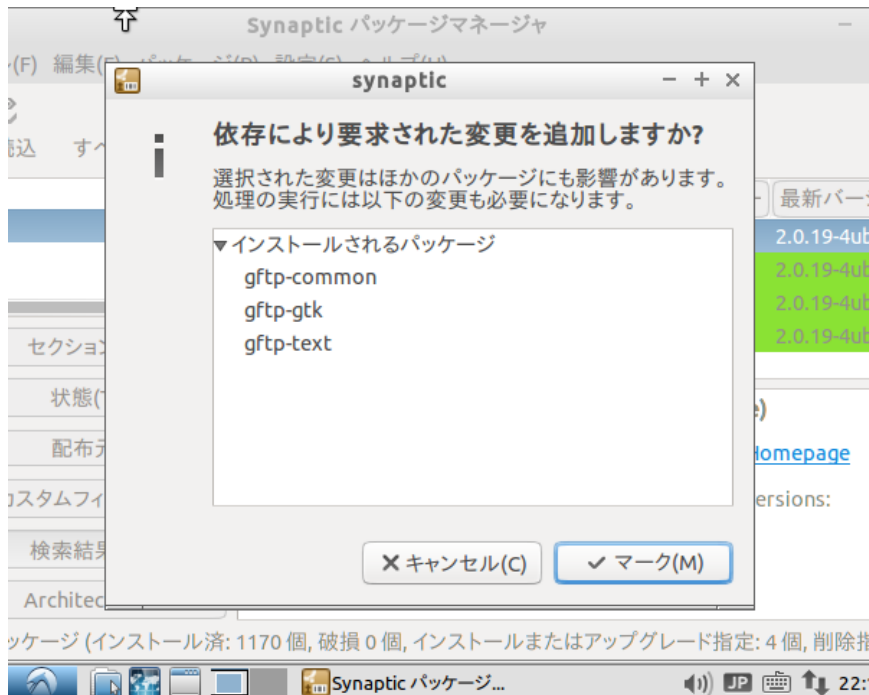 Synaptic パッケージマネージャ
(F) 編集(
synaptic
依存により要求された変更を追加しますか?
選択された変更はほかのパッケージにも影響があります。
処理の実行には以下の変更も必要になります。
インストールされるパッケージ
gftp-common
gftp-gtk
gftp-text
キャンセル(C)
マーク(M)
読込
すべ
最新バー
2.0.19-4ub
2.0.19-4ub
2.0.19-4ub
2.0.19-4ub
セクション
状態(
配布
カスタムフィ
検索結果
Architec
e)
Homepage
ersions:
ッケージ (インストール済: 1170 個, 破損 0 個, インストールまたはアップグレード指定: 4 個, 削除指
Synaptic パッケージ...
JP
22: